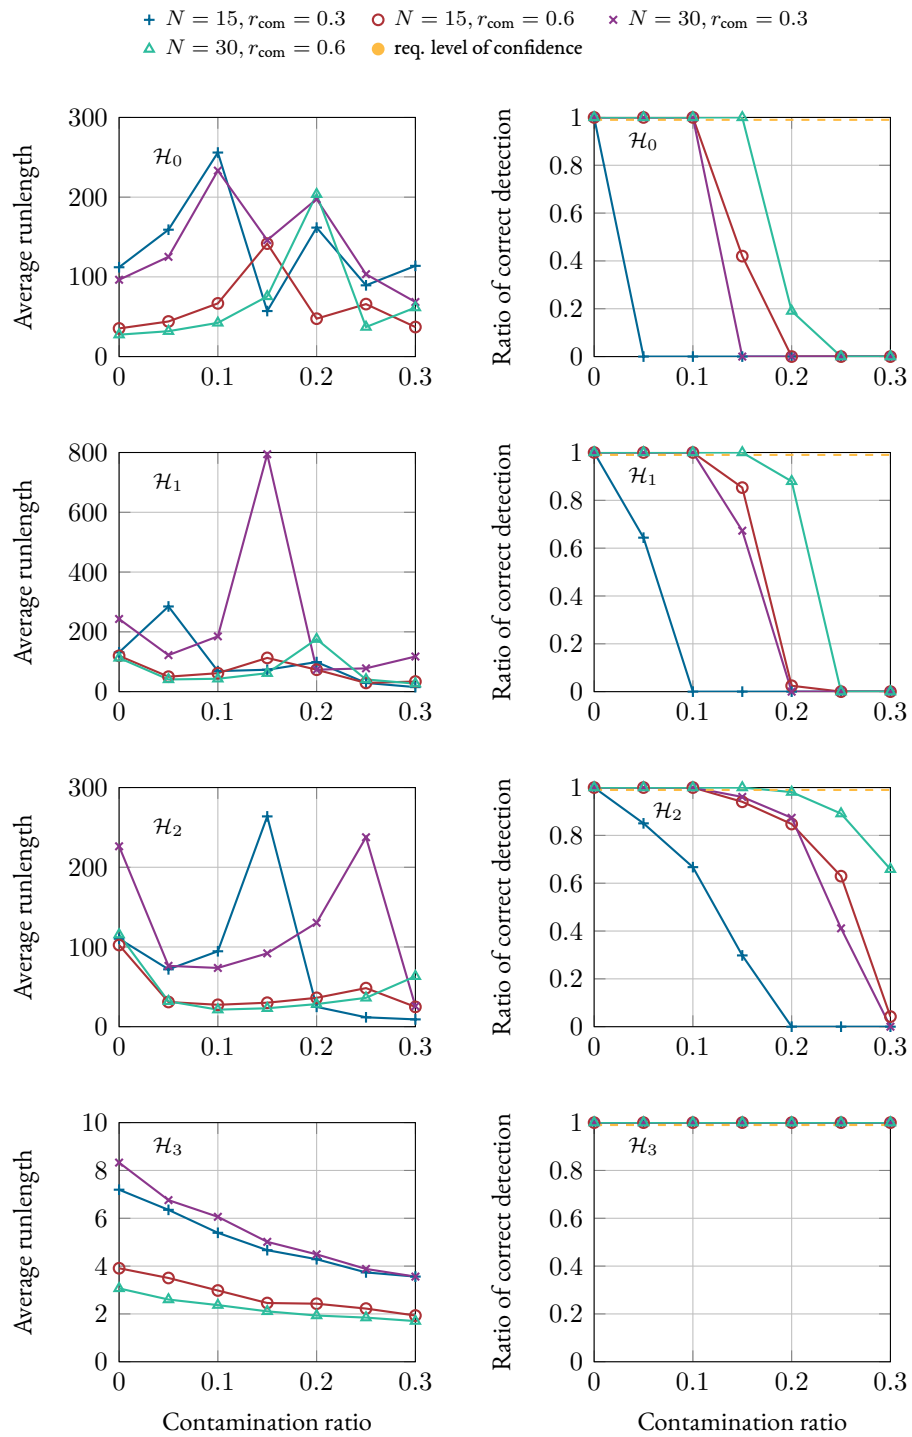 N = 15, r_com = 0.3 N = 15, r_com = 0.6 N = 30, r_com = 0.3
N = 30, r_com = 0.6 req. level of confidence
Average runlength
300
200
100
0
0 0.1 0.2 0.3
H_0
Ratio of correct detection
1
0.8
0.6
0.4
0.2
0
0 0.1 0.2 0.3
H_0
Average runlength
800
600
400
200
0
0 0.1 0.2 0.3
H_1
Ratio of correct detection
1
0.8
0.6
0.4
0.2
0
0 0.1 0.2 0.3
H_1
Average runlength
300
200
100
0
0 0.1 0.2 0.3
H_2
Ratio of correct detection
1
0.8
0.6
0.4
0.2
0
0 0.1 0.2 0.3
H_2
Average runlength
10
8
6
4
2
0
0 0.1 0.2 0.3
H_3
Contamination ratio
Ratio of correct detection
1
0.8
0.6
0.4
0.2
0
0 0.1 0.2 0.3
H_3
Contamination ratio